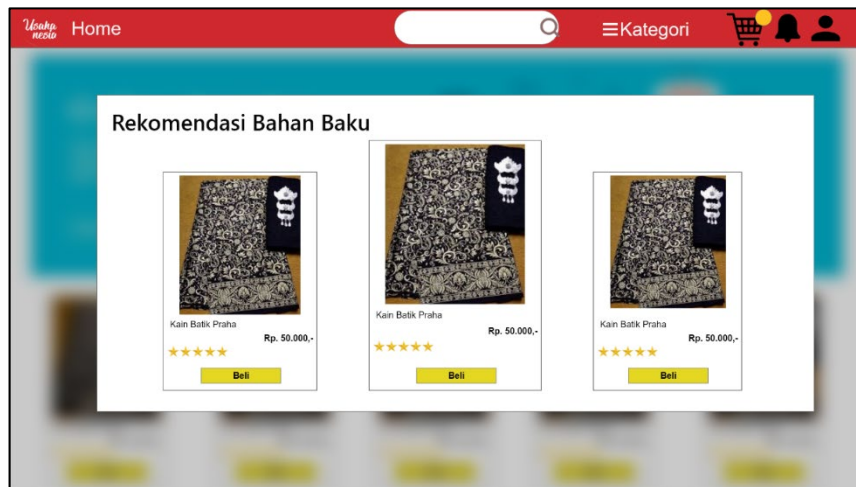 Usaha
nesia
Home
Kategori
Rekomendasi Bahan Baku
Kain Batik Praha
Rp. 50.000,-
Beli
Kain Batik Praha
Rp. 50.000,-
Beli
Kain Batik Praha
Rp. 50.000,-
Beli